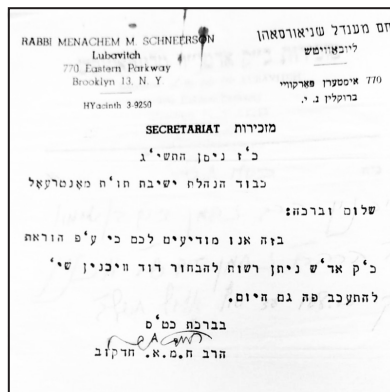 RABBI MENACHEM M. SCHNEERSON
Lubavitch
770 Eastern Parkway
Brooklyn 13, N. Y.
HYacinth 3-9250
מנחם מענדל שניאורסאהן
ליובאוויטש
770 איסטערן פארקוויי
ברוקלין נ. י.
מזכירות SECRETARIAT
כ"ז ניסן התשי"ג
כבוד הנהלת ישיבת תו"ת מאנטרעאל
שלום וברכה:
בזה אנו מודיעים לכם כי ע"פ הוראת
כ"ק אד"ש ניתן רשות להבחור דוד שי'
להתעכב פה גם היום.
בברכת כט"ס
הרב ח.מ.א. חדקוב